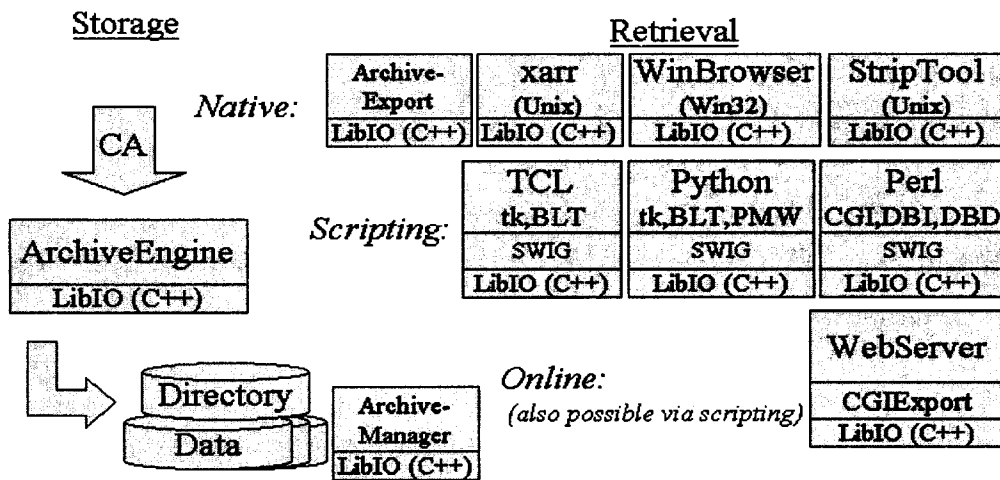 Storage
Retrieval
CA
ArchiveEngine
LibIO (C++)
Directory
Data
Archive-
Manager
LibIO (C++)
Native:
Archive-
Export
LibIO (C++)
xarr
(Unix)
LibIO (C++)
WinBrowser
(Win32)
LibIO (C++)
StripTool
(Unix)
LibIO (C++)
Scripting:
TCL
tk,BLT
SWIG
LibIO (C++)
Python
tk,BLT,PMW
SWIG
LibIO (C++)
Perl
CGI,DBI,DBD
SWIG
LibIO (C++)
Online:
(also possible via scripting)
WebServer
CGIExport
LibIO (C++)